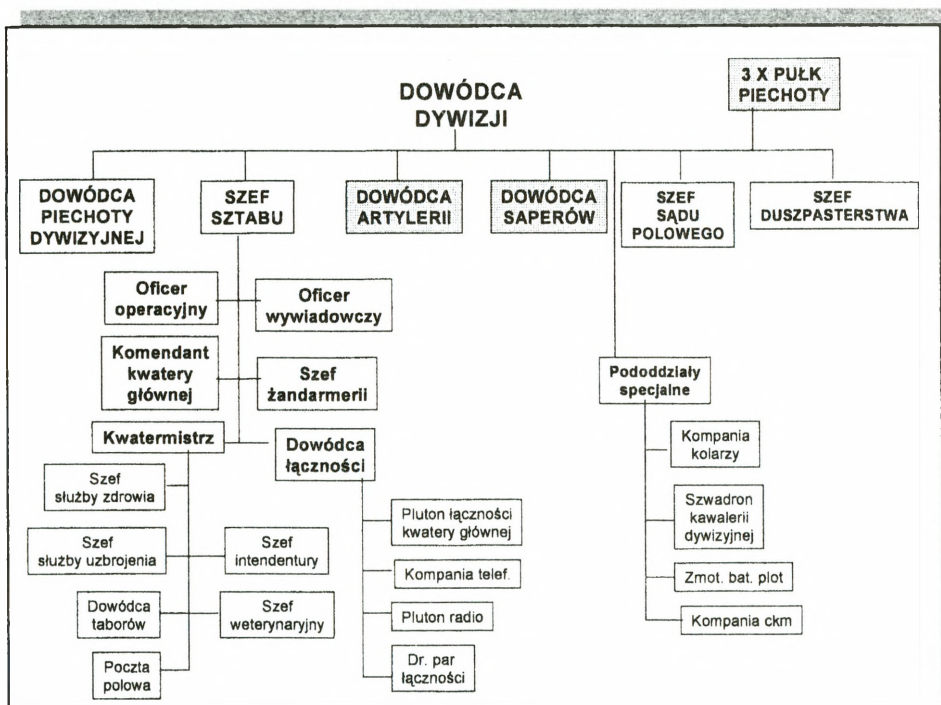 DOWÓDCA
DYWIZJI
3 X PUŁK
PIECHOTY
DOWÓDCA
PIECHOTY
DYWIZYJNEJ
SZEF
SZTABU
DOWÓDCA
ARTYLERII
DOWÓDCA
SAPERÓW
SZEF
SĄDU
POLOWEGO
SZEF
DUSZPASTERSTWA
Oficer
operacyjny
Oficer
wywiadowczy
Komendant
kwatery
głównej
Szef
żandarmerii
Kwatermistrz
Dowódca
łączności
Szef
służby zdrowia
Szef
służby uzbrojenia
Szef
intendentury
Dowódca
taborów
Szef
weterynaryjny
Poczta
polowa
Pluton łączności
kwatery głównej
Kompania telef.
Pluton radio
Dr. par
łączności
Pododdziały
specjalne
Kompania
kolarzy
Szwadron
kawalerii
dywizyjnej
Zmot. bat. plot
Kompania ckm